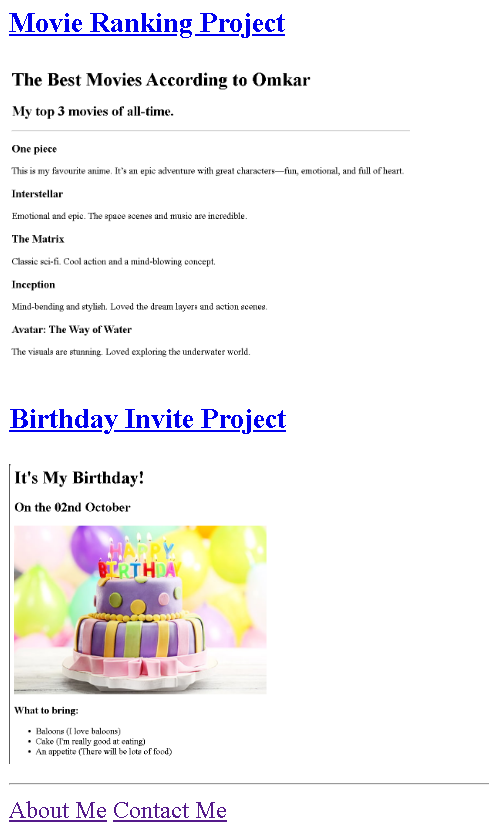 Movie Ranking Project
The Best Movies According to Omkar
My top 3 movies of all-time.
One piece
This is my favourite anime. It's an epic adventure with great characters—fun, emotional, and full of heart.
Interstellar
Emotional and epic. The space scenes and music are incredible.
The Matrix
Classic sci-fi. Cool action and a mind-blowing concept.
Inception
Mind-bending and stylish. Loved the dream layers and action scenes.
Avatar: The Way of Water
The visuals are stunning. Loved exploring the underwater world.
Birthday Invite Project
It's My Birthday!
On the 02nd October
HAPPY
BIRTHDAY
What to bring:
• Baloons (I love baloons)
• Cake (I'm really good at eating)
• An appetite (There will be lots of food)
About Me Contact Me